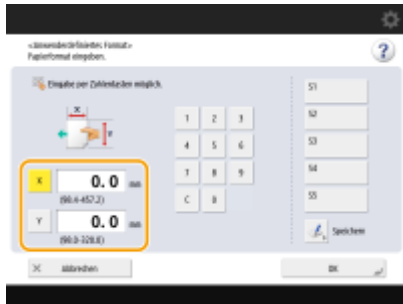 <Anwenderdefiniertes Format>
Papierformat eingeben.
?
Eingabe per Zahlentasten möglich.
X
Y
1 2 3
4 5 6
7 8 9
C 0
X 0.0 mm
(98.4-457.2)
Y 0.0 mm
(90.0-320.0)
S1
S2
S3
S4
S5
Speichern
Abbrechen
OK